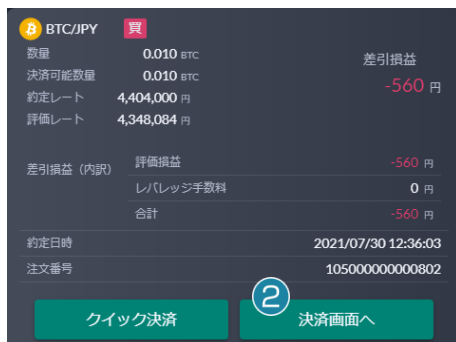 BTC/JPY 買
数量 0.010 BTC
差引損益
決済可能数量 0.010 BTC
-560 円
約定レート 4,404,000 円
評価レート 4,348,084 円
差引損益（内訳） 評価損益 -560 円
レバレッジ手数料 0 円
合計 -560 円
約定日時 2021/07/30 12:36:03
注文番号 105000000000802
2
クイック決済 決済画面へ